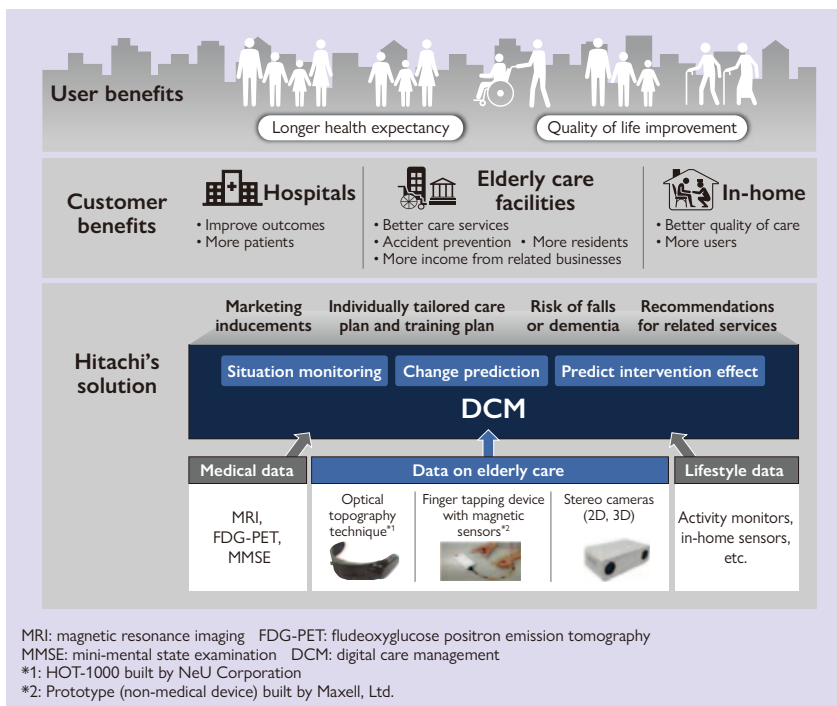 User benefits
Longer health expectancy
Quality of life improvement
Customer
benefits
Hospitals
• Improve outcomes
• More patients
Elderly care
facilities
• Better care services
• Accident prevention • More residents
• More income from related businesses
In-home
• Better quality of care
• More users
Hitachi's
solution
Marketing
inducements
Individually tailored care
plan and training plan
Risk of falls
or dementia
Recommendations
for related services
Situation monitoring
Change prediction
Predict intervention effect
DCM
Medical data
MRI,
FDG-PET,
MMSE
Data on elderly care
Optical
topography
technique*1
Finger tapping device
with magnetic
sensors*2
Stereo cameras
(2D, 3D)
Lifestyle data
Activity monitors,
in-home sensors,
etc.
MRI: magnetic resonance imaging FDG-PET: fludeoxyglucose positron emission tomography
MMSE: mini-mental state examination DCM: digital care management
*1: HOT-1000 built by NeU Corporation
*2: Prototype (non-medical device) built by Maxell, Ltd.